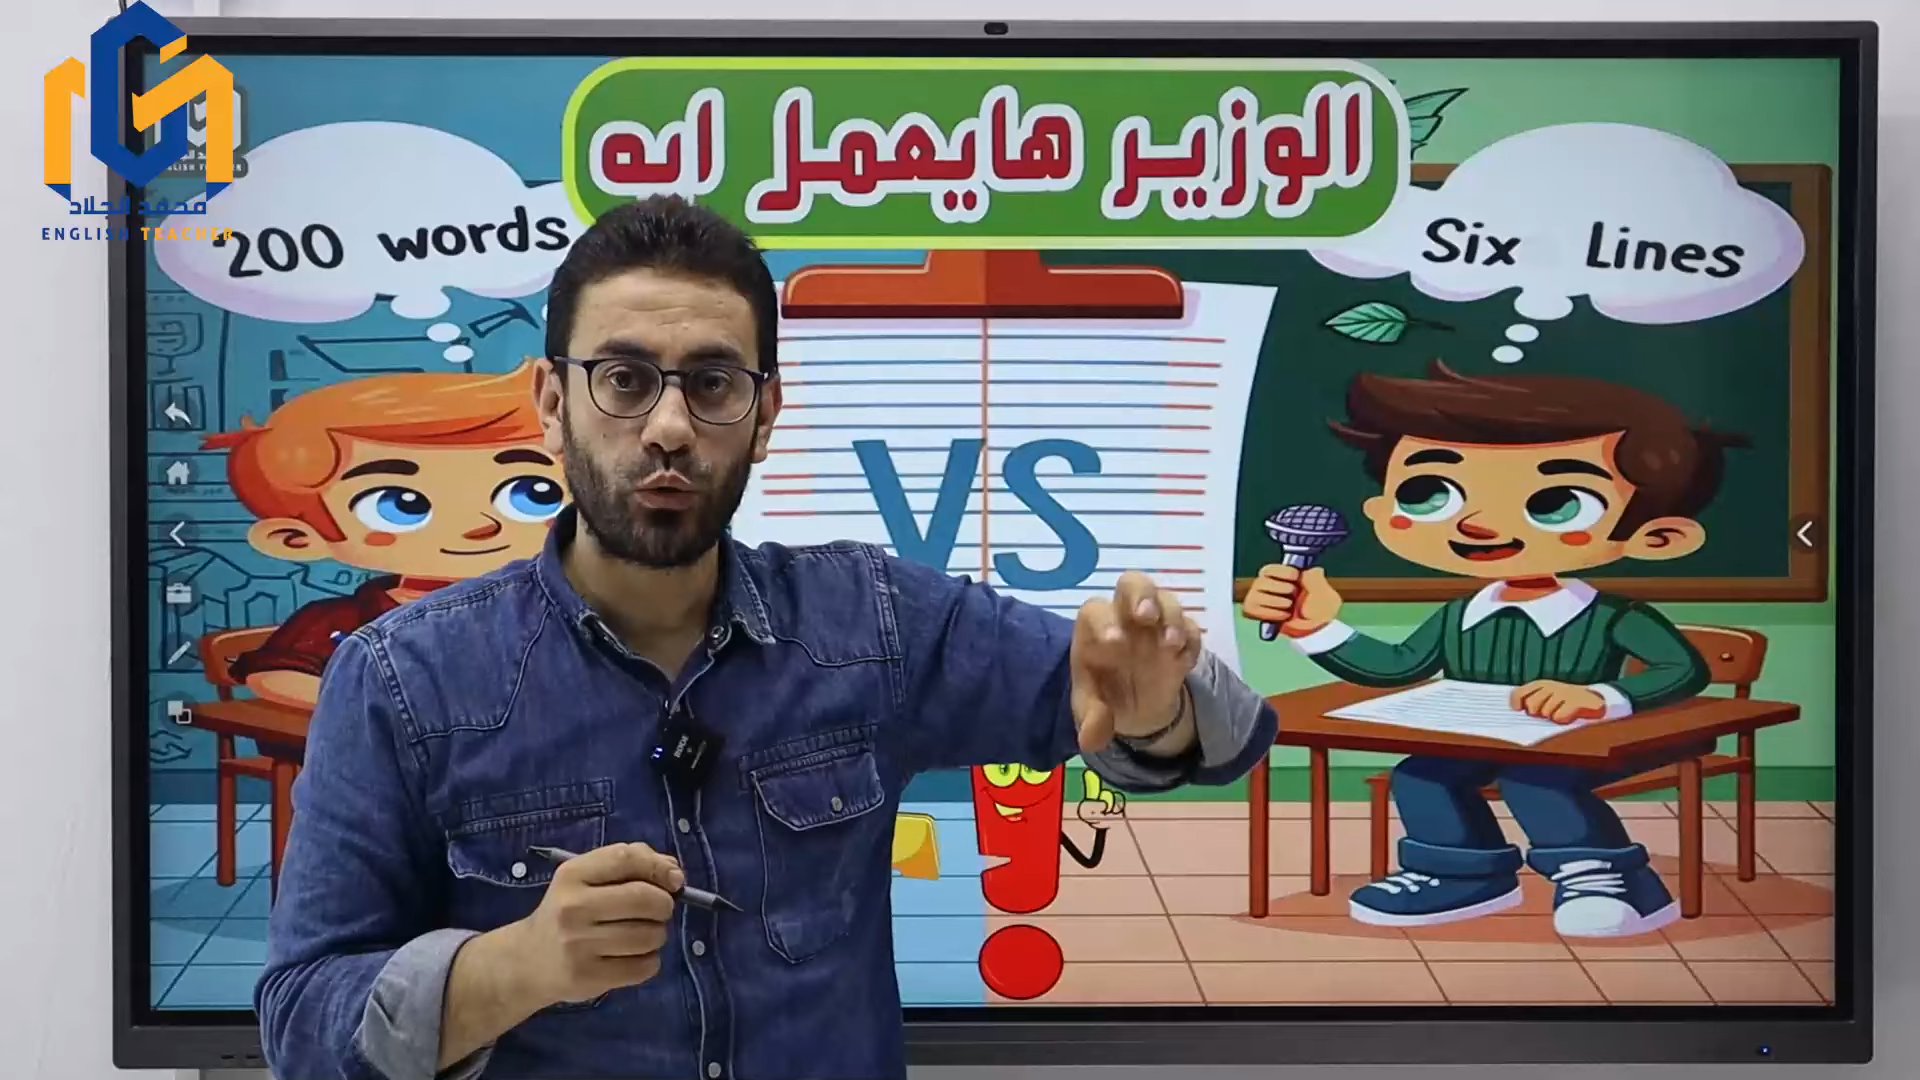 الوزير هايعمل ايه
200 words
Six Lines
VS
محمد الجلاد
ENGLISH TEACHER